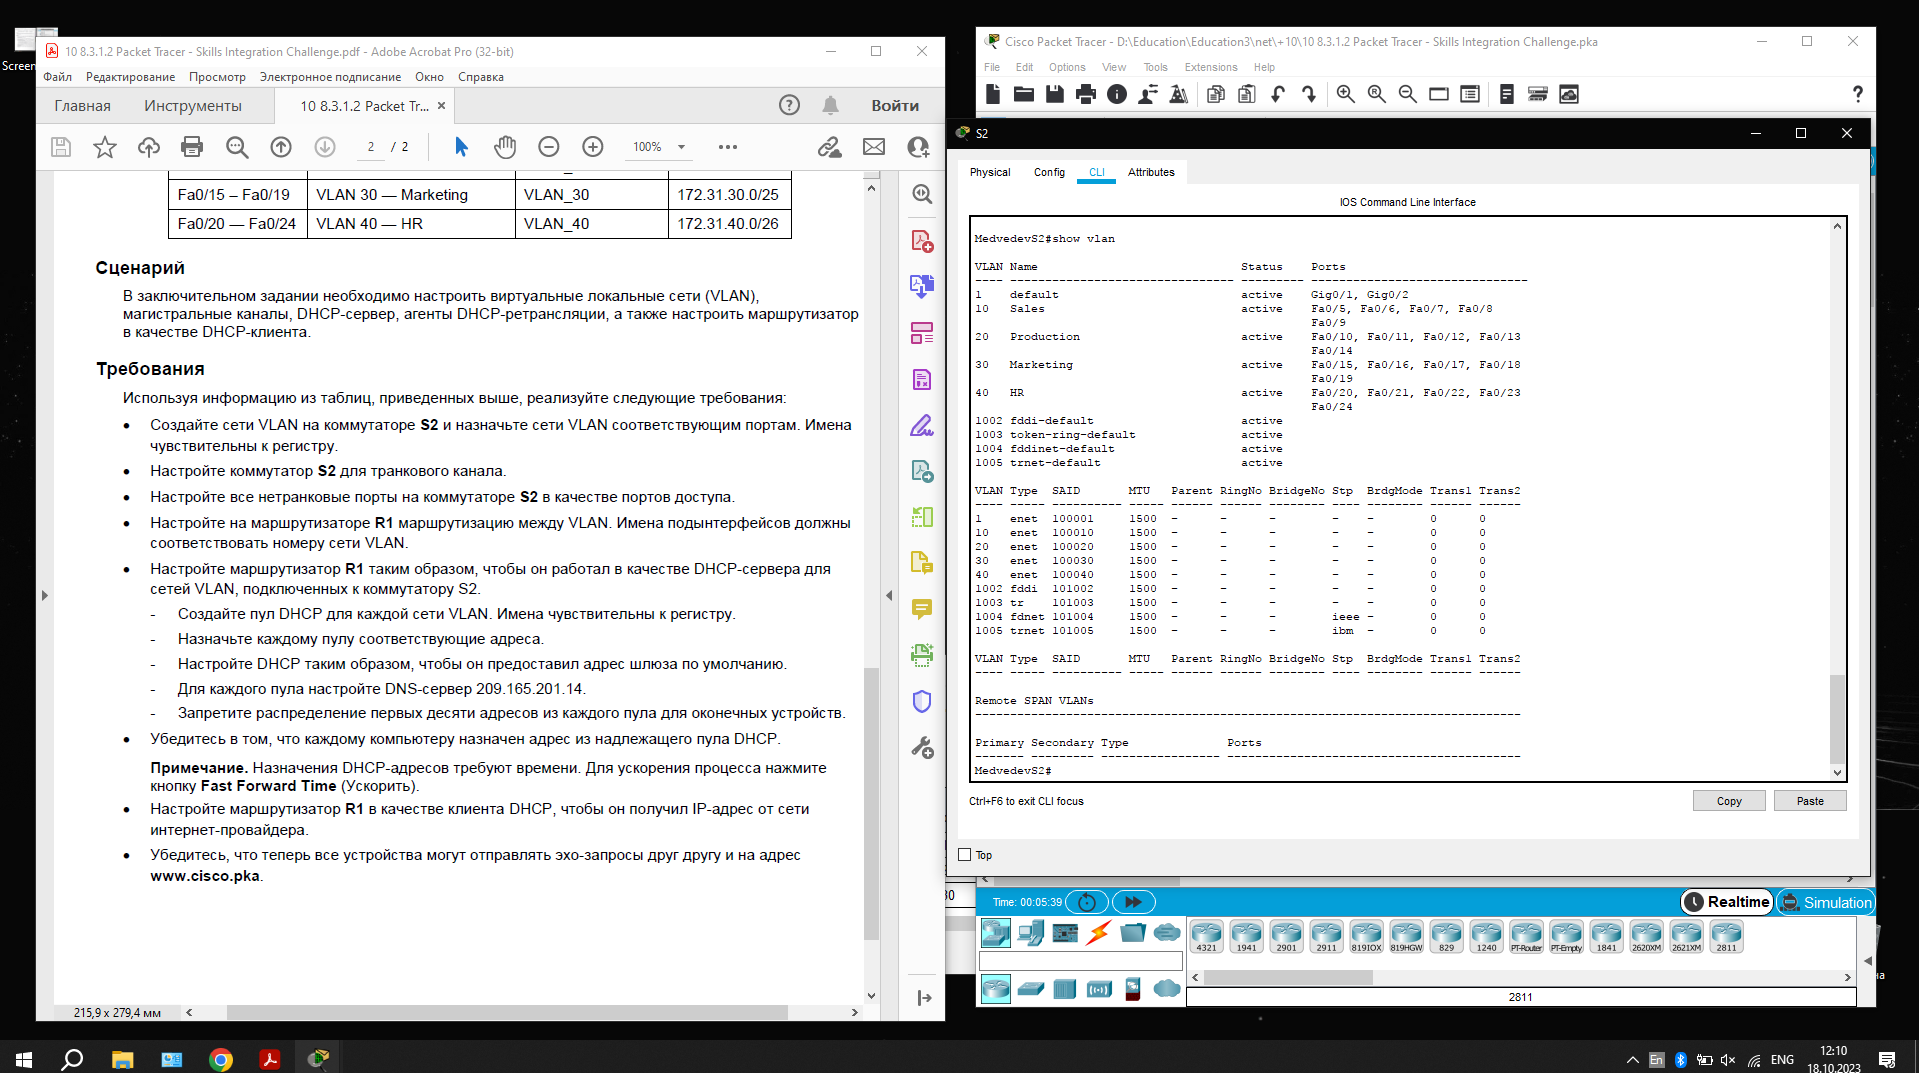 Screen
10 8.3.1.2 Packet Tracer - Skills Integration Challenge.pdf - Adobe Acrobat Pro (32-bit)
Файл Редактирование Просмотр Электронное подписание Окно Справка
Главная Инструменты 10 8.3.1.2 Packet Tr... × Войти
2 / 2 100%
Fa0/15 – Fa0/19 VLAN 30 — Marketing VLAN_30 172.31.30.0/25
Fa0/20 — Fa0/24 VLAN 40 — HR VLAN_40 172.31.40.0/26
Сценарий
В заключительном задании необходимо настроить виртуальные локальные сети (VLAN),
магистральные каналы, DHCP-сервер, агенты DHCP-ретрансляции, а также настроить маршрутизатор
в качестве DHCP-клиента.
Требования
Используя информацию из таблиц, приведенных выше, реализуйте следующие требования:
• Создайте сети VLAN на коммутаторе S2 и назначьте сети VLAN соответствующим портам. Имена
чувствительны к регистру.
• Настройте коммутатор S2 для транкового канала.
• Настройте все нетранковые порты на коммутаторе S2 в качестве портов доступа.
• Настройте на маршрутизаторе R1 маршрутизацию между VLAN. Имена подынтерфейсов должны
соответствовать номеру сети VLAN.
• Настройте маршрутизатор R1 таким образом, чтобы он работал в качестве DHCP-сервера для
сетей VLAN, подключенных к коммутатору S2.
- Создайте пул DHCP для каждой сети VLAN. Имена чувствительны к регистру.
- Назначьте каждому пулу соответствующие адреса.
- Настройте DHCP таким образом, чтобы он предоставил адрес шлюза по умолчанию.
- Для каждого пула настройте DNS-сервер 209.165.201.14.
- Запретите распределение первых десяти адресов из каждого пула для оконечных устройств.
• Убедитесь в том, что каждому компьютеру назначен адрес из надлежащего пула DHCP.
Примечание. Назначения DHCP-адресов требуют времени. Для ускорения процесса нажмите
кнопку Fast Forward Time (Ускорить).
• Настройте маршрутизатор R1 в качестве клиента DHCP, чтобы он получил IP-адрес от сети
интернет-провайдера.
• Убедитесь, что теперь все устройства могут отправлять эхо-запросы друг другу и на адрес
www.cisco.pka.
215,9 x 279,4 мм
Cisco Packet Tracer - D:\Education\Education3\net\+10\10 8.3.1.2 Packet Tracer - Skills Integration Challenge.pka
File Edit Options View Tools Extensions Help
S2
Physical Config CLI Attributes
IOS Command Line Interface
MedvedevS2#show vlan
VLAN Name Status Ports
---- -------------------------------- --------- -------------------------------
1 default active Gig0/1, Gig0/2
10 Sales active Fa0/5, Fa0/6, Fa0/7, Fa0/8
Fa0/9
20 Production active Fa0/10, Fa0/11, Fa0/12, Fa0/13
Fa0/14
30 Marketing active Fa0/15, Fa0/16, Fa0/17, Fa0/18
Fa0/19
40 HR active Fa0/20, Fa0/21, Fa0/22, Fa0/23
Fa0/24
1002 fddi-default active
1003 token-ring-default active
1004 fddinet-default active
1005 trnet-default active
VLAN Type SAID MTU Parent RingNo BridgeNo Stp BrdgMode Trans1 Trans2
---- ----- ---------- ----- ------ ------ -------- ---- -------- ------ ------
1 enet 100001 1500 - - - - - 0 0
10 enet 100010 1500 - - - - - 0 0
20 enet 100020 1500 - - - - - 0 0
30 enet 100030 1500 - - - - - 0 0
40 enet 100040 1500 - - - - - 0 0
1002 fddi 101002 1500 - - - - - 0 0
1003 tr 101003 1500 - - - - - 0 0
1004 fdnet 101004 1500 - - - ieee - 0 0
1005 trnet 101005 1500 - - - ibm - 0 0
VLAN Type SAID MTU Parent RingNo BridgeNo Stp BrdgMode Trans1 Trans2
---- ----- ---------- ----- ------ ------ -------- ---- -------- ------ ------
Remote SPAN VLANs
------------------------------------------------------------------------------
Primary Secondary Type Ports
------- --------- ----------------- ------------------------------------------
MedvedevS2#
Ctrl+F6 to exit CLI focus Copy Paste
Top
Time: 00:05:39 Realtime Simulation
4321 1941 2901 2911 819IOX 819HGW 829 1240 PT-Router PT-Empty 1841 2620XM 2621XM 2811
2811
En ENG 12:10
18.10.2023